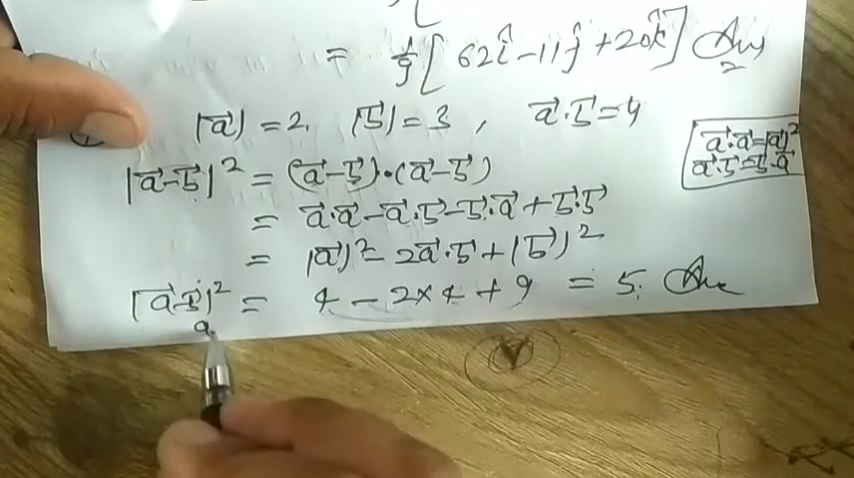 = 1/9 [ 62î - 11ĵ + 20k̂ ] Ans
|a⃗| = 2, |b⃗| = 3, a⃗·b⃗ = 4
a⃗·a⃗ = |a⃗|²
a⃗·b⃗ = b⃗·a⃗
|a⃗-b⃗|² = (a⃗-b⃗)·(a⃗-b⃗)
= a⃗·a⃗ - a⃗·b⃗ - b⃗·a⃗ + b⃗·b⃗
= |a⃗|² - 2a⃗·b⃗ + |b⃗|²
|a⃗-b⃗|² = 4 - 2×4 + 9 = 5. Ans
a